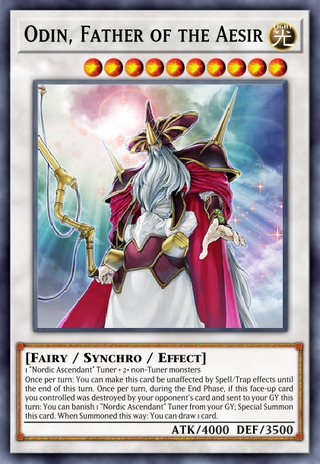 Odin, Father of the Aesir
LIGHT
光
[Fairy / Synchro / Effect]
1 "Nordic Ascendant" Tuner + 2+ non-Tuner monsters
Once per turn: You can make this card be unaffected by Spell/Trap effects until
the end of this turn. Once per turn, during the End Phase, if this face-up card
you controlled was destroyed by your opponent's card and sent to your GY this
turn: You can banish 1 "Nordic Ascendant" Tuner from your GY; Special Summon
this card. When Summoned this way: You can draw 1 card.
ATK/4000 DEF/3500